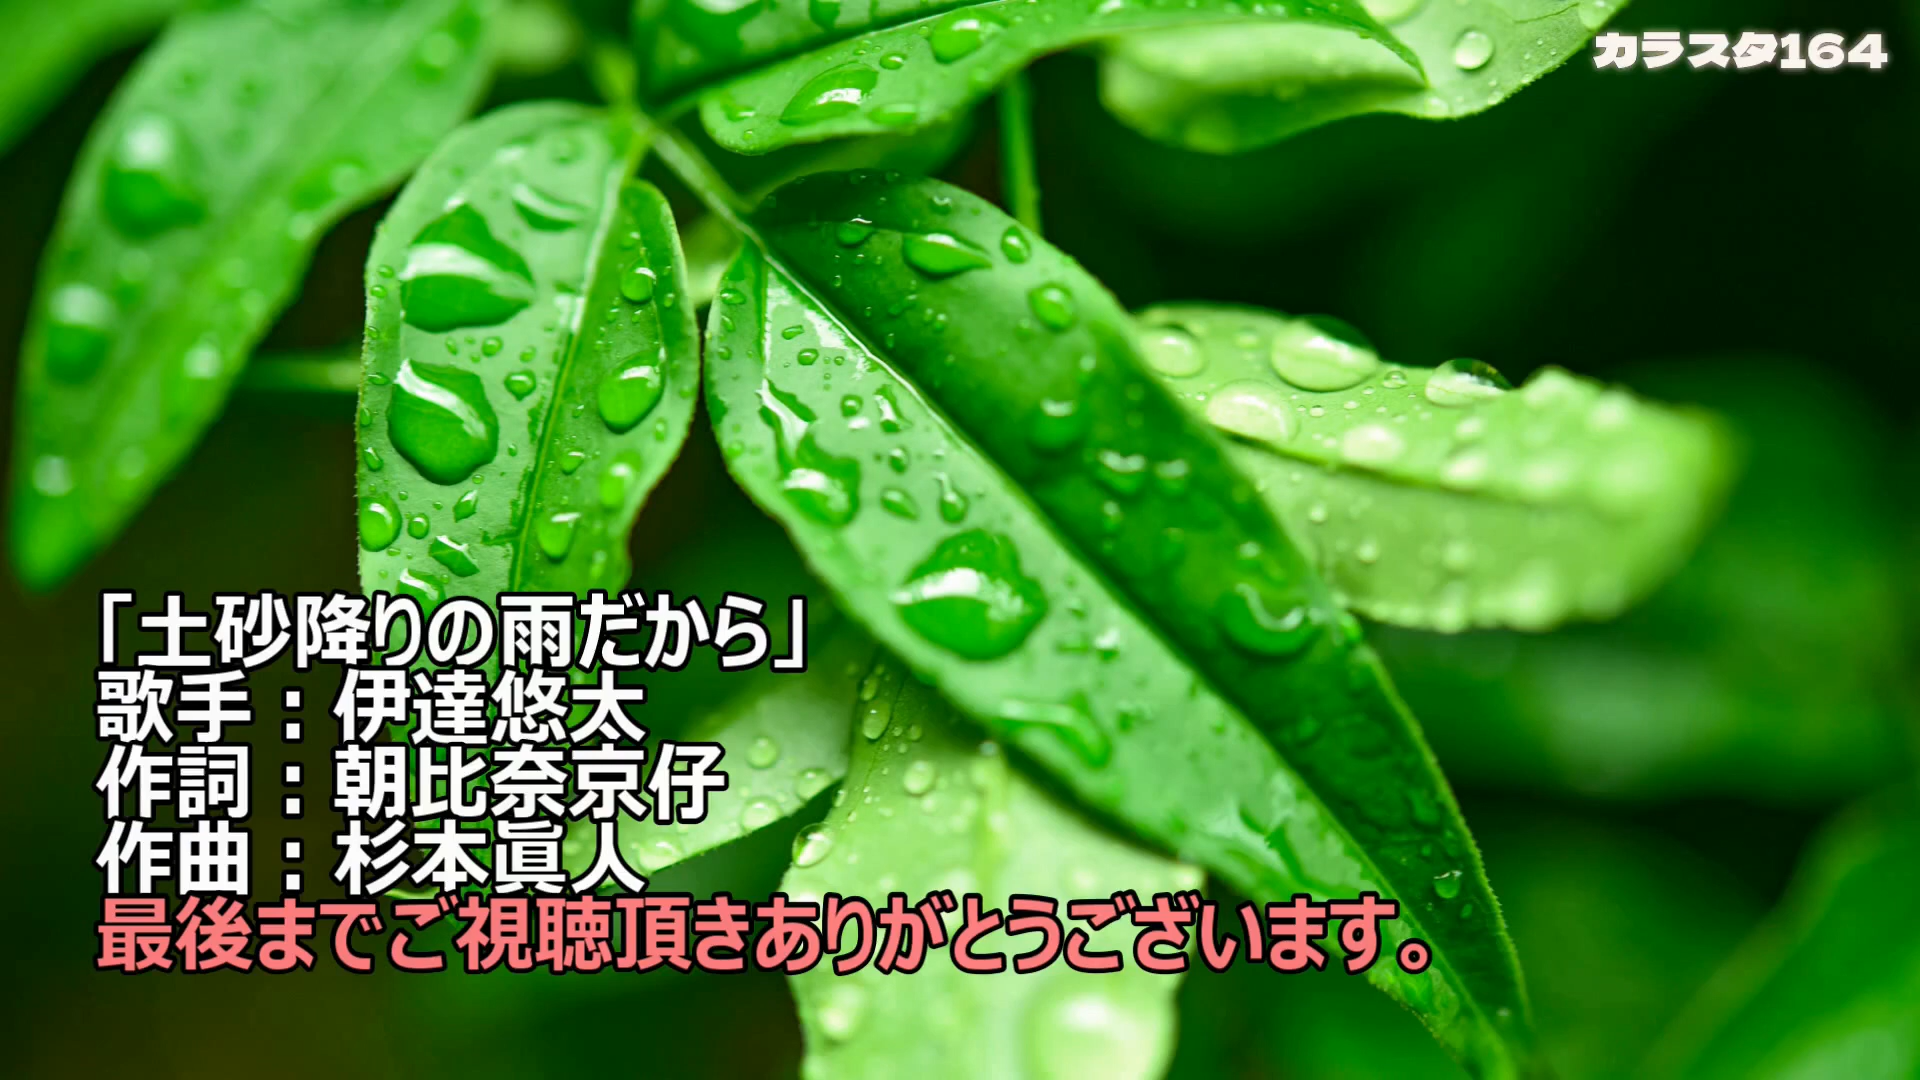 カラスタ164
「土砂降りの雨だから」
歌手：伊達悠太
作詞：朝比奈京仔
作曲：杉本眞人
最後までご視聴頂きありがとうございます。